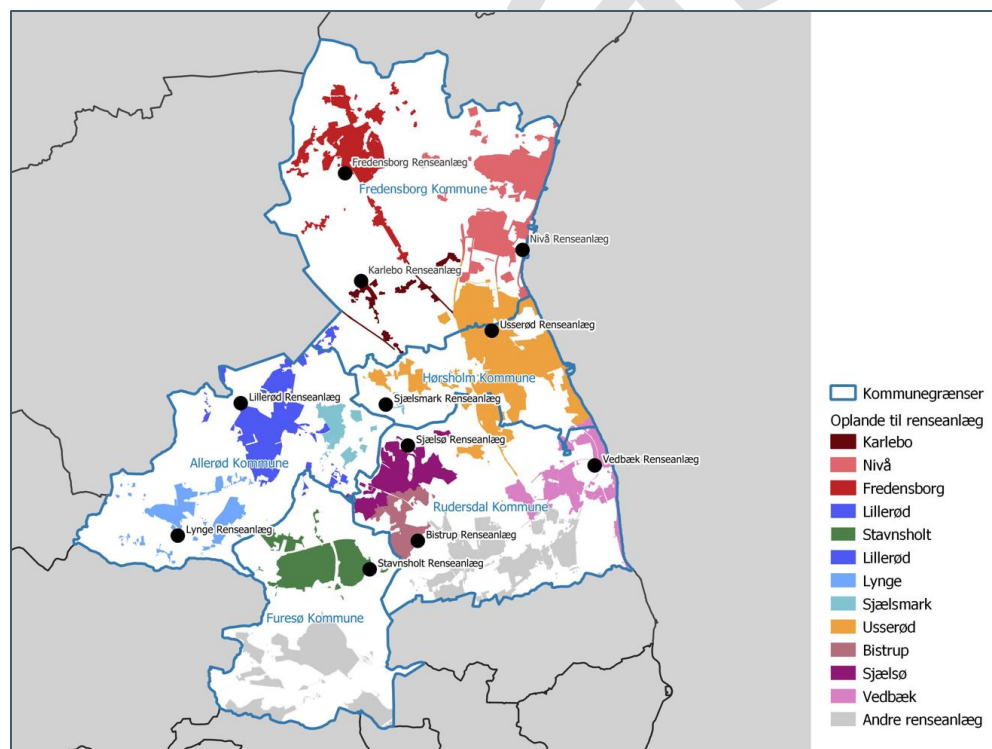 Fredensborg Renseanlæg
Fredensborg Kommune
Nivå Renseanlæg
Karlebo Renseanlæg
Usserød Renseanlæg
Hørsholm Kommune
Lillerød Renseanlæg
Sjælsmark Renseanlæg
Sjælsø Renseanlæg
Allerød Kommune
Vedbæk Renseanlæg
Rudersdal Kommune
Lynge Renseanlæg
Bistrup Renseanlæg
Stavnsholt Renseanlæg
Furesø Kommune
Kommunegrænser
Oplande til renseanlæg
Karlebo
Nivå
Fredensborg
Lillerød
Stavnsholt
Lillerød
Lynge
Sjælsmark
Usserød
Bistrup
Sjælsø
Vedbæk
Andre renseanlæg